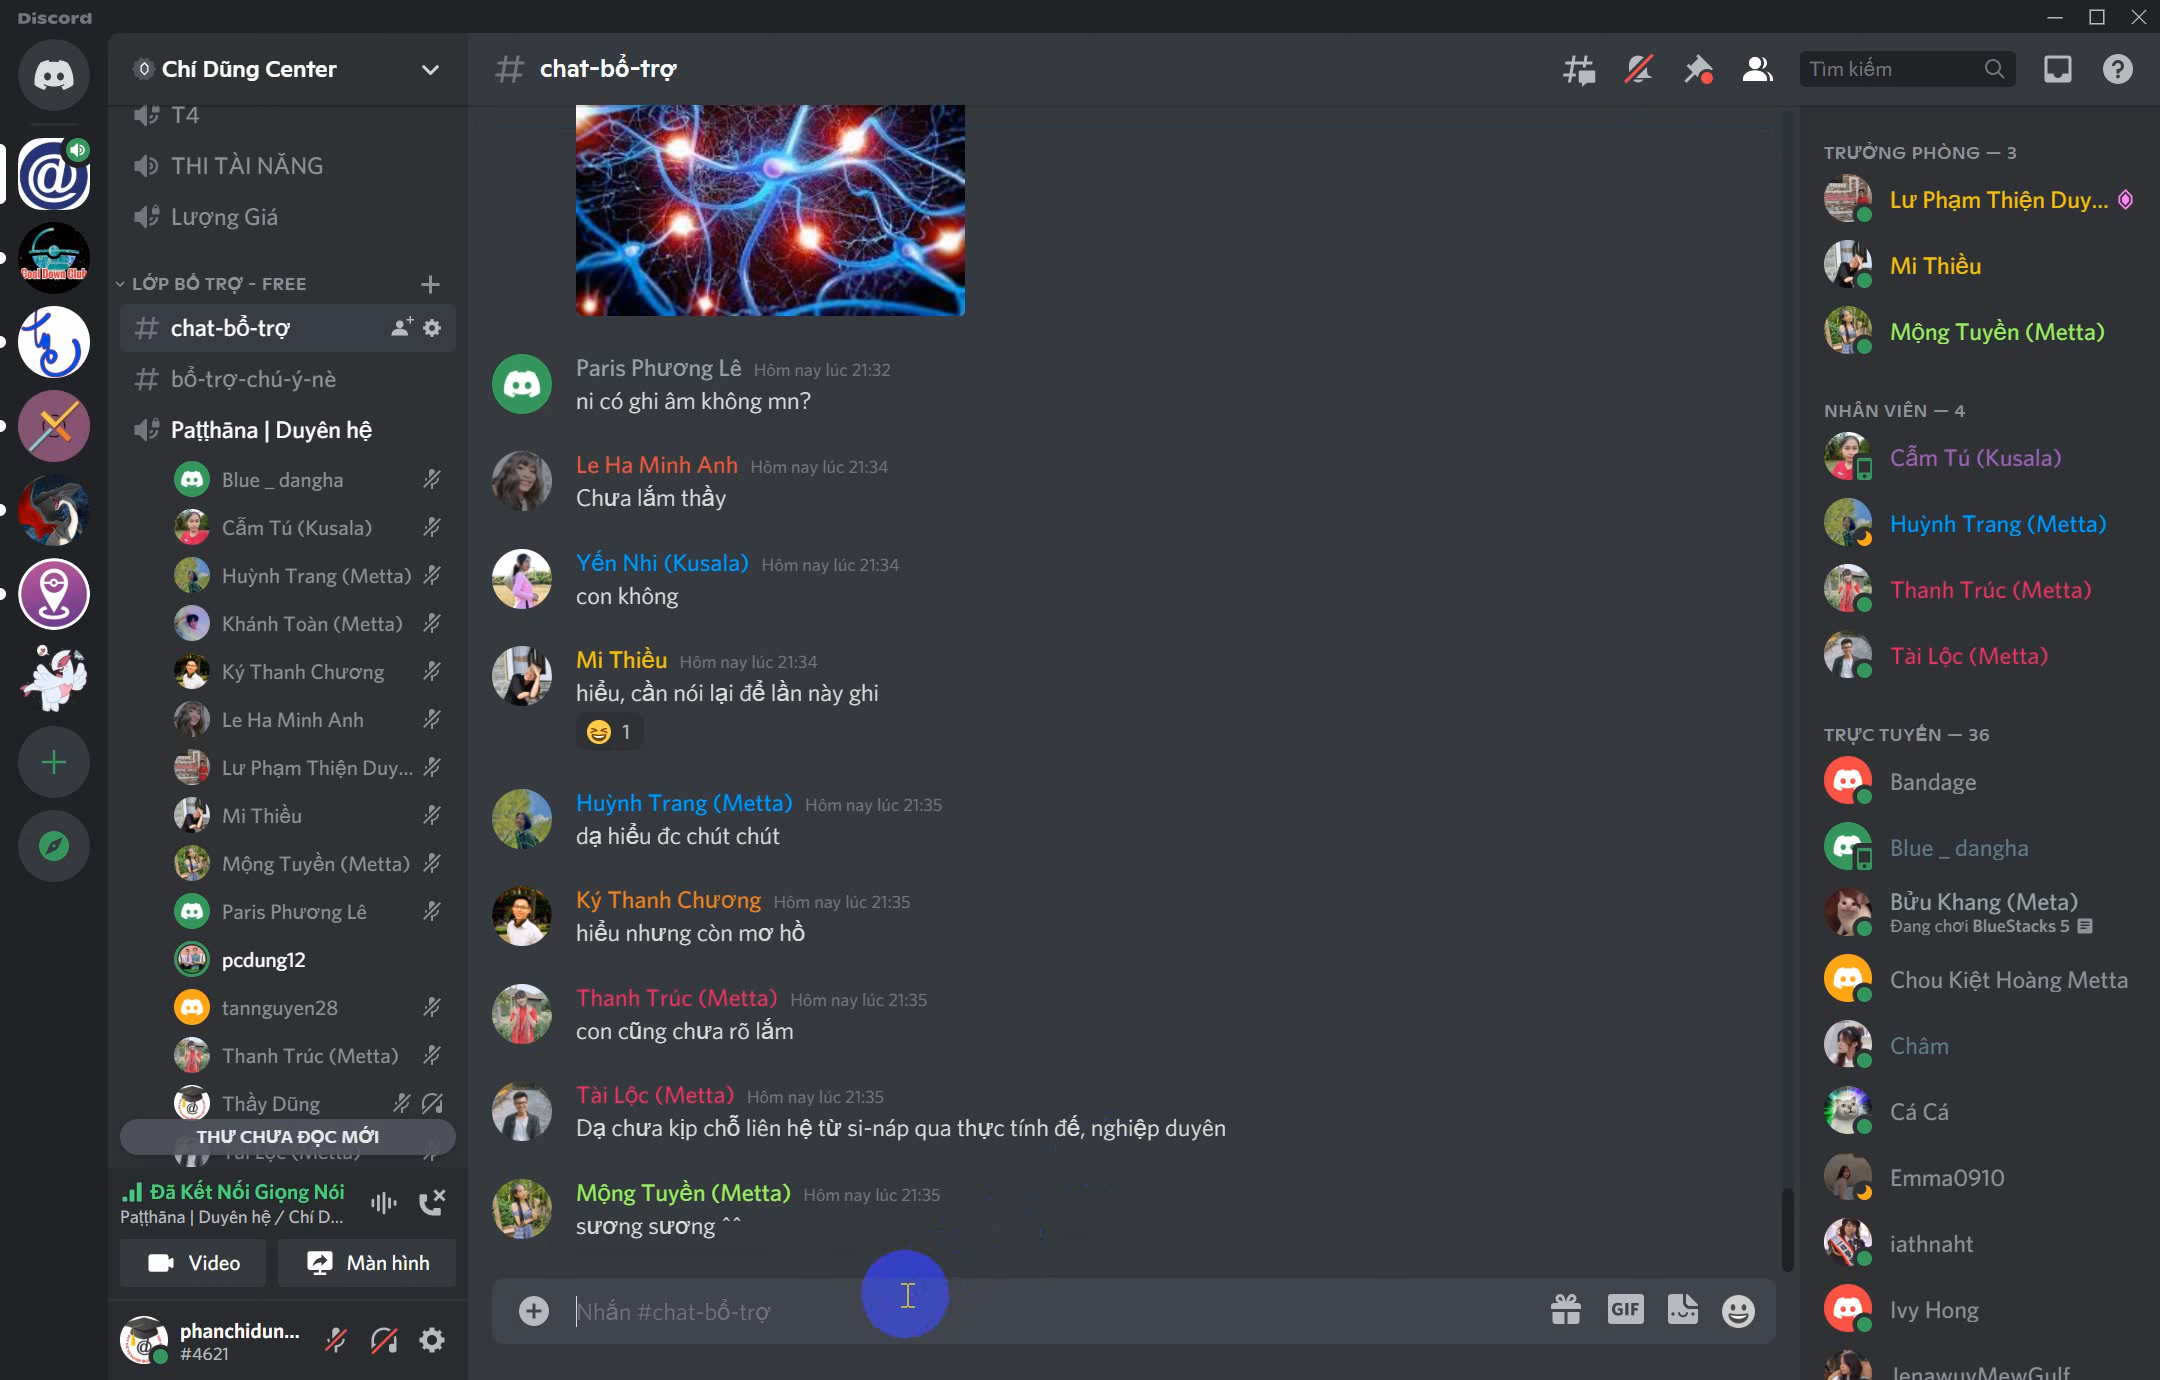 Discord
Chí Dũng Center
T4
THI TÀI NĂNG
Lượng Giá
LỚP BỔ TRỢ - FREE
chat-bổ-trợ
bổ-trợ-chú-ý-nè
Paṭṭhāna | Duyên hệ
Blue _ dangha
Cẩm Tú (Kusala)
Huỳnh Trang (Metta)
Khánh Toàn (Metta)
Ký Thanh Chương
Le Ha Minh Anh
Lư Phạm Thiện Duy...
Mi Thiều
Mộng Tuyền (Metta)
Paris Phương Lê
pcdung12
tannguyen28
Thanh Trúc (Metta)
Thầy Dũng
THƯ CHƯA ĐỌC MỚI
Đã Kết Nối Giọng Nói
Paṭṭhāna | Duyên hệ / Chí D...
Video
Màn hình
phanchidun...
#4621
chat-bổ-trợ
Tìm kiếm
Paris Phương Lê Hôm nay lúc 21:32
ni có ghi âm không mn?
Le Ha Minh Anh Hôm nay lúc 21:34
Chưa lắm thầy
Yến Nhi (Kusala) Hôm nay lúc 21:34
con không
Mi Thiều Hôm nay lúc 21:34
hiểu, cần nói lại để lần này ghi
1
Huỳnh Trang (Metta) Hôm nay lúc 21:35
dạ hiểu đc chút chút
Ký Thanh Chương Hôm nay lúc 21:35
hiểu nhưng còn mơ hồ
Thanh Trúc (Metta) Hôm nay lúc 21:35
con cũng chưa rõ lắm
Tài Lộc (Metta) Hôm nay lúc 21:35
Dạ chưa kịp chỗ liên hệ từ si-náp qua thực tính đế, nghiệp duyên
Mộng Tuyền (Metta) Hôm nay lúc 21:35
sương sương ^^
Nhắn #chat-bổ-trợ
GIF
TRƯỞNG PHÒNG — 3
Lư Phạm Thiện Duy...
Mi Thiều
Mộng Tuyền (Metta)
NHÂN VIÊN — 4
Cẩm Tú (Kusala)
Huỳnh Trang (Metta)
Thanh Trúc (Metta)
Tài Lộc (Metta)
TRỰC TUYẾN — 36
Bandage
Blue _ dangha
Bửu Khang (Meta)
Đang chơi BlueStacks 5
Chou Kiệt Hoàng Metta
Châm
Cá Cá
Emma0910
iathnaht
Ivy Hong